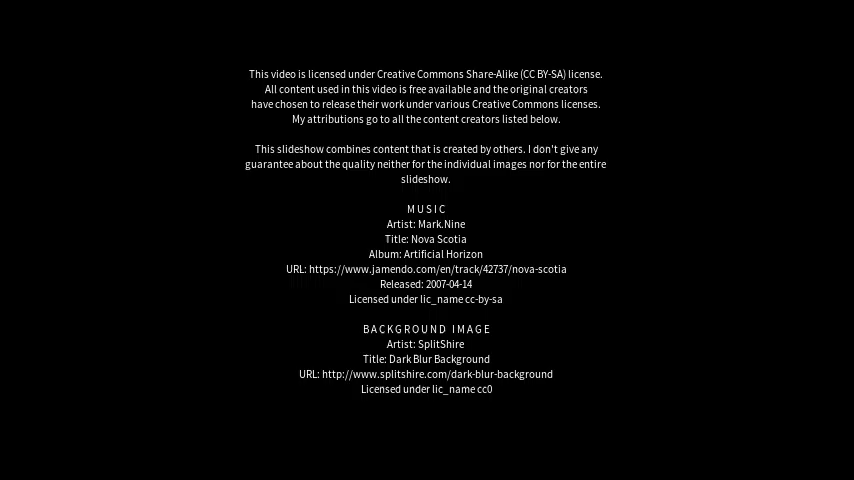 This video is licensed under Creative Commons Share-Alike (CC BY-SA) license.
All content used in this video is free available and the original creators
have chosen to release their work under various Creative Commons licenses.
My attributions go to all the content creators listed below.
This slideshow combines content that is created by others. I don't give any
guarantee about the quality neither for the individual images nor for the entire
slideshow.
MUSIC
Artist: Mark.Nine
Title: Nova Scotia
Album: Artificial Horizon
URL: https://www.jamendo.com/en/track/42737/nova-scotia
Released: 2007-04-14
Licensed under lic_name cc-by-sa
BACKGROUND IMAGE
Artist: SplitShire
Title: Dark Blur Background
URL: http://www.splitshire.com/dark-blur-background
Licensed under lic_name cc0